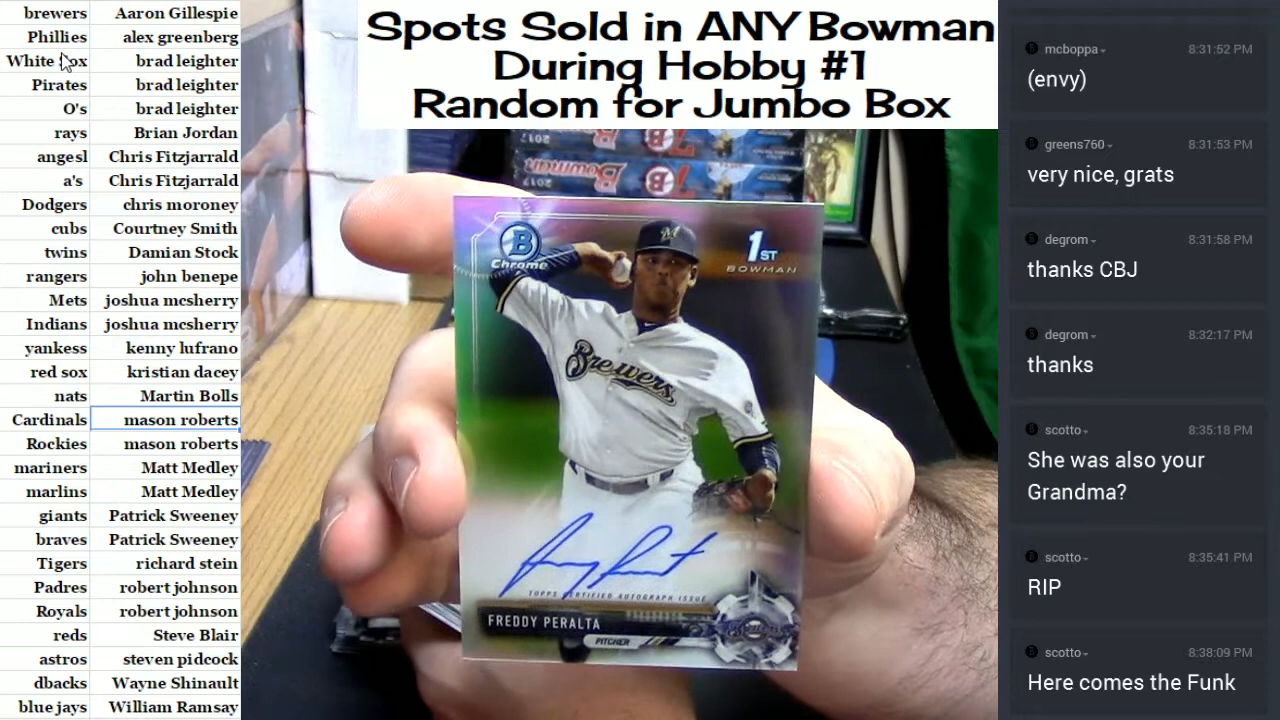 brewers Aaron Gillespie
Phillies alex greenberg
White Sox brad leighter
Pirates brad leighter
O's brad leighter
rays Brian Jordan
angesl Chris Fitzjarrald
a's Chris Fitzjarrald
Dodgers chris moroney
cubs Courtney Smith
twins Damian Stock
rangers john benepe
Mets joshua mcsherry
Indians joshua mcsherry
yankess kenny lufrano
red sox kristian dacey
nats Martin Bolls
Cardinals mason roberts
Rockies mason roberts
mariners Matt Medley
marlins Matt Medley
giants Patrick Sweeney
braves Patrick Sweeney
Tigers richard stein
Padres robert johnson
Royals robert johnson
reds Steve Blair
astros steven pidcock
dbacks Wayne Shinault
blue jays William Ramsay
Spots Sold in ANY Bowman
During Hobby #1
Random for Jumbo Box
2017
Bowman
B
Chrome
M
1ST
BOWMAN
Brewers
TOPPS CERTIFIED AUTOGRAPH ISSUE
FREDDY PERALTA
PITCHER
mcboppa 8:31:52 PM
(envy)
greens760 8:31:53 PM
very nice, grats
degrom 8:31:58 PM
thanks CBJ
degrom 8:32:17 PM
thanks
scotto 8:35:18 PM
She was also your
Grandma?
scotto 8:35:41 PM
RIP
scotto 8:38:09 PM
Here comes the Funk